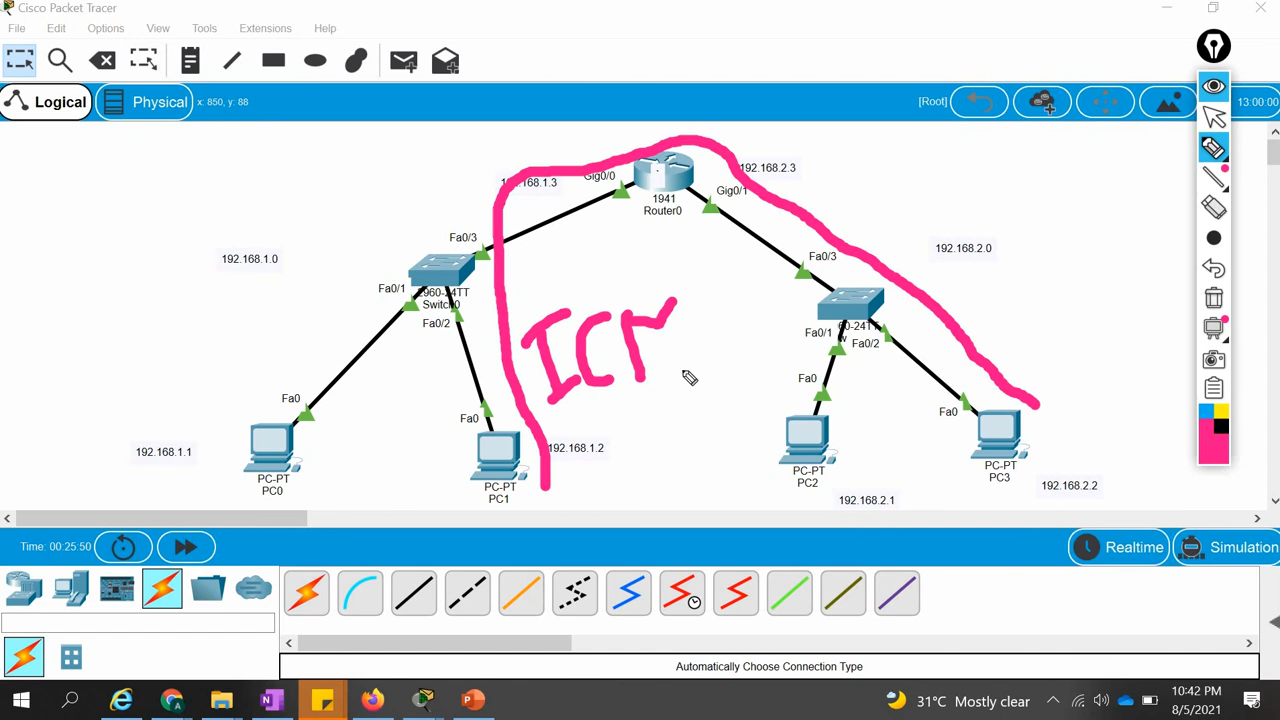 Cisco Packet Tracer
File Edit Options View Tools Extensions Help
Logical Physical x: 850, y: 88 [Root] 13:00:00
192.168.2.3
Gig0/0
Gig0/1
1941
Router0
Fa0/3
192.168.2.0
Fa0/3
192.168.1.0
Fa0/1
Switch0
Fa0/2
Fa0/1
Fa0/2
ICM
Fa0
Fa0
Fa0
Fa0
192.168.1.1
192.168.1.2
PC-PT
PC0
PC-PT
PC1
PC-PT
PC2
PC-PT
PC3
192.168.2.1
192.168.2.2
Time: 00:25:50 Realtime Simulation
Automatically Choose Connection Type
31°C Mostly clear
10:42 PM
8/5/2021